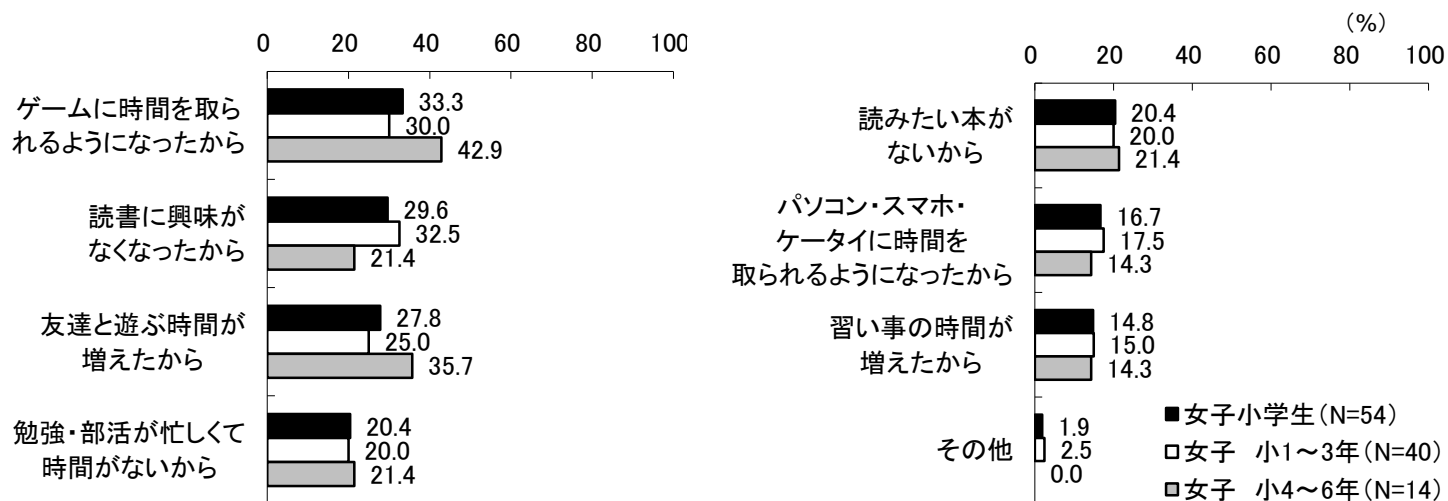 0 20 40 60 80 100
ゲームに時間を取ら
れるようになったから
33.3
30.0
42.9
読書に興味が
なくなったから
29.6
32.5
21.4
友達と遊ぶ時間が
増えたから
27.8
25.0
35.7
勉強・部活が忙しくて
時間がないから
20.4
20.0
21.4
(%)
0 20 40 60 80 100
読みたい本が
ないから
20.4
20.0
21.4
パソコン・スマホ・
ケータイに時間を
取られるようになったから
16.7
17.5
14.3
習い事の時間が
増えたから
14.8
15.0
14.3
その他
1.9
2.5
0.0
女子小学生(N=54)
女子 小1～3年(N=40)
女子 小4～6年(N=14)